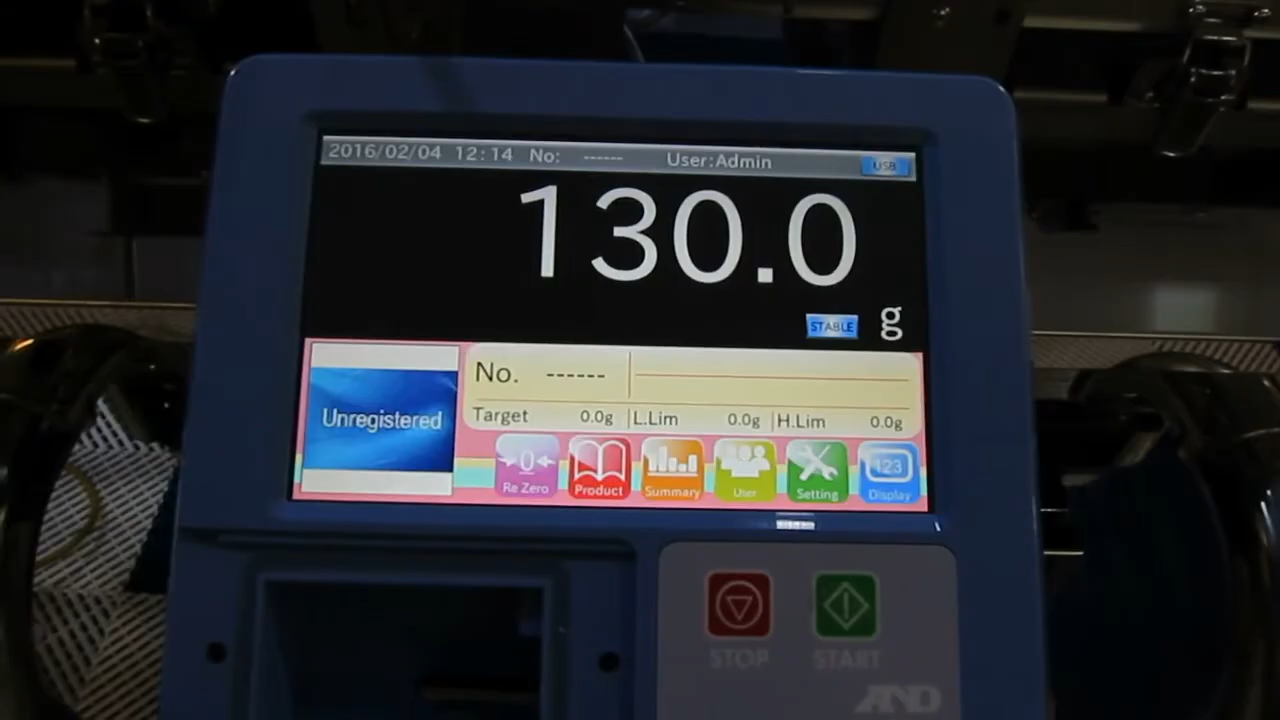 2016/02/04 12:14 No: ------ User:Admin USB
130.0
STABLE g
Unregistered
No. ------
Target 0.0g L.Lim 0.0g H.Lim 0.0g
→0← 123
Re Zero Product Summary User Setting Display
STOP START
AND